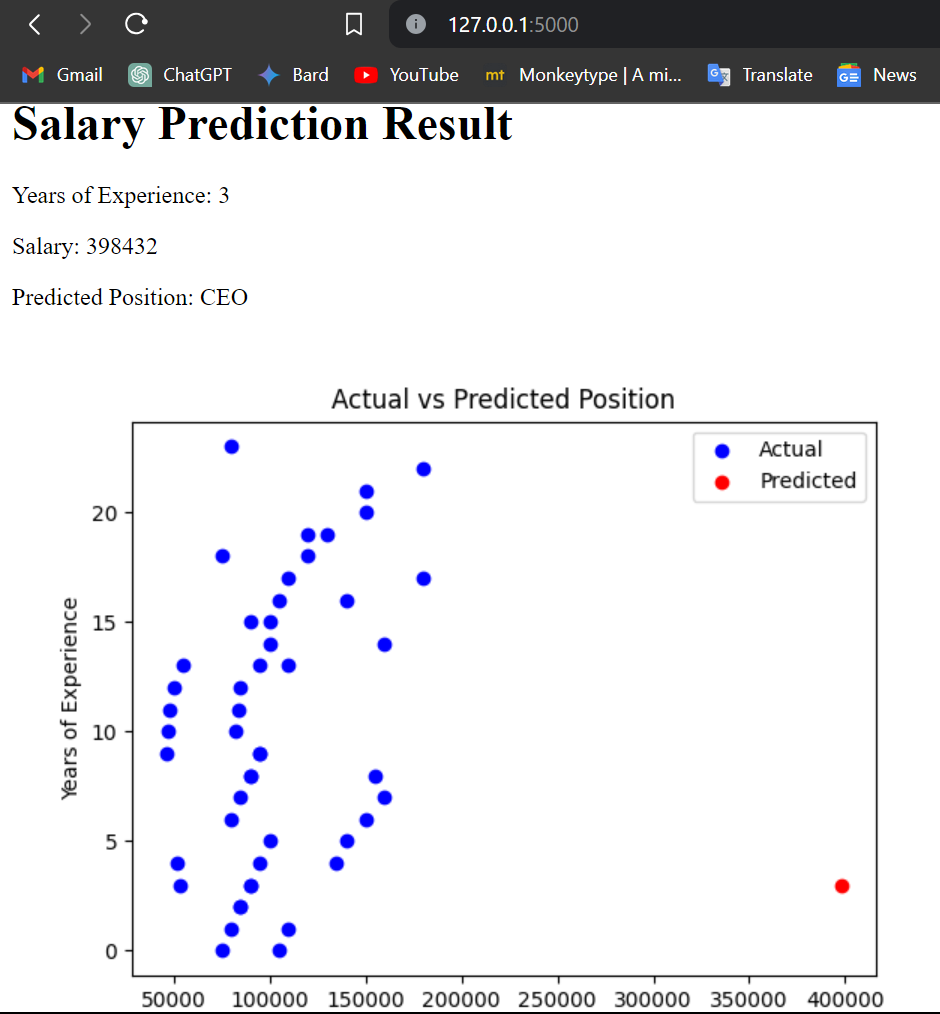 127.0.0.1:5000
Gmail ChatGPT Bard YouTube mt Monkeytype | A mi... Translate News
Salary Prediction Result
Years of Experience: 3
Salary: 398432
Predicted Position: CEO
Actual vs Predicted Position
Actual
Predicted
Years of Experience
20
15
10
5
0
50000 100000 150000 200000 250000 300000 350000 400000